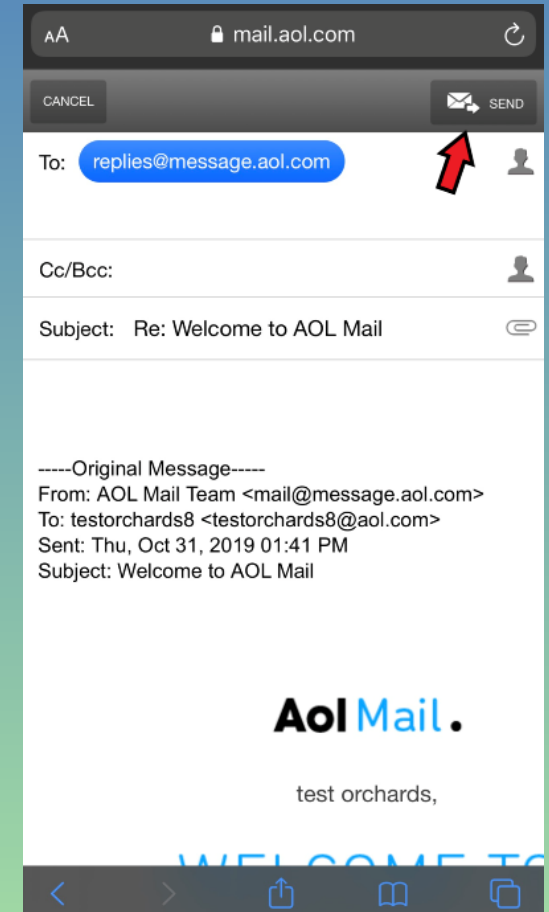 AA mail.aol.com
CANCEL SEND
To: replies@message.aol.com
Cc/Bcc:
Subject: Re: Welcome to AOL Mail
-----Original Message-----
From: AOL Mail Team <mail@message.aol.com>
To: testorchards8 <testorchards8@aol.com>
Sent: Thu, Oct 31, 2019 01:41 PM
Subject: Welcome to AOL Mail
Aol Mail.
test orchards,
WELCOME TO